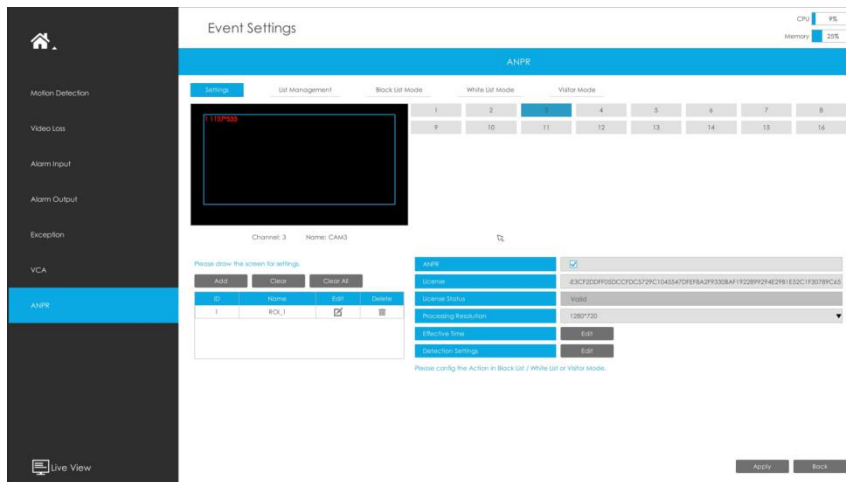 Event Settings
CPU 9%
Memory 25%
ANPR
Motion Detection
Video Loss
Alarm Input
Alarm Output
Exception
VCA
ANPR
Live View
Settings List Management Black List Mode White List Mode Visitor Mode
1 2 3 4 5 6 7 8
9 10 11 12 13 14 15 16
1 1157*535
Channel: 3 Name: CAM3
Please draw the screen for settings.
Add Clear Clear All
ID Name Edit Delete
1 ROI_1
ANPR
License
License Status Valid
Processing Resolution 1280*720
Effective Time Edit
Detection Settings Edit
Please config the Action in Black List / White List or Visitor Mode.
Apply Back